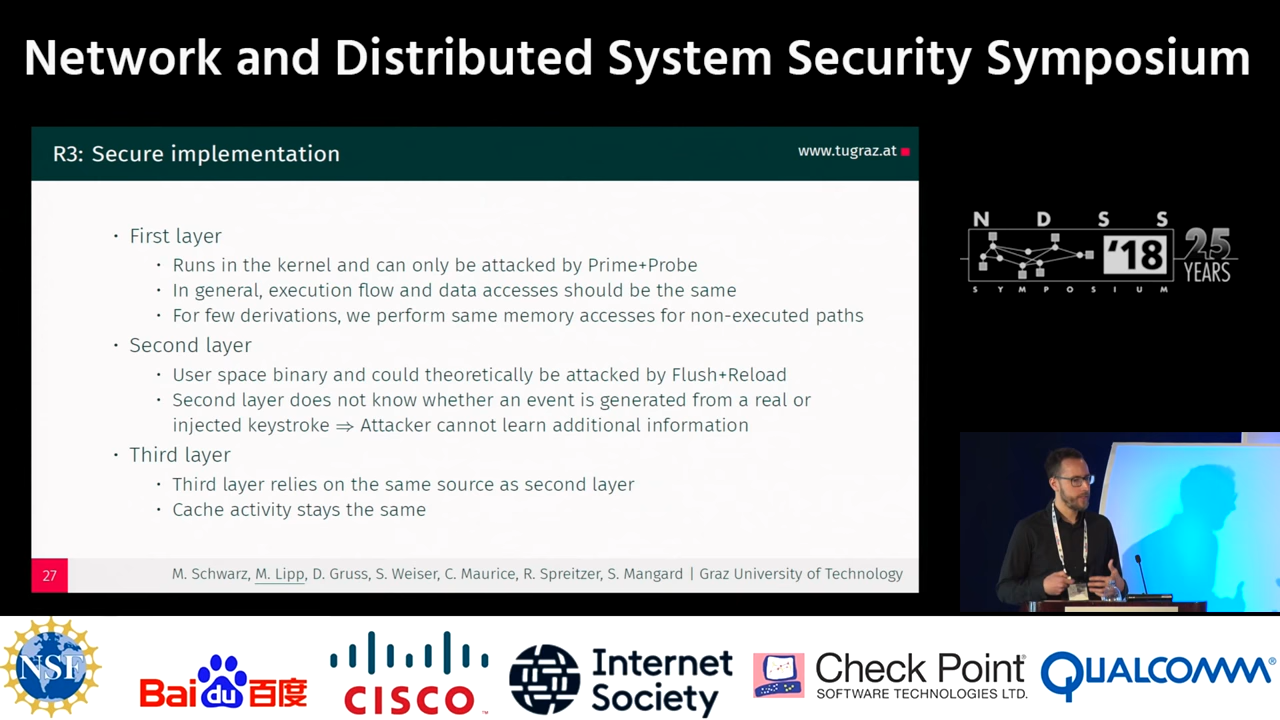 Network and Distributed System Security Symposium
R3: Secure implementation
www.tugraz.at
· First layer
· Runs in the kernel and can only be attacked by Prime+Probe
· In general, execution flow and data accesses should be the same
· For few derivations, we perform same memory accesses for non-executed paths
· Second layer
· User space binary and could theoretically be attacked by Flush+Reload
· Second layer does not know whether an event is generated from a real or
injected keystroke ⇒ Attacker cannot learn additional information
· Third layer
· Third layer relies on the same source as second layer
· Cache activity stays the same
27
M. Schwarz, M. Lipp, D. Gruss, S. Weiser, C. Maurice, R. Spreitzer, S. Mangard | Graz University of Technology
N D S S
'18
25
YEARS
S Y M P O S I U M
NSF
Bai du 百度
CISCO™
Internet
Society
Check Point®
SOFTWARE TECHNOLOGIES LTD.
QUALCOMM®